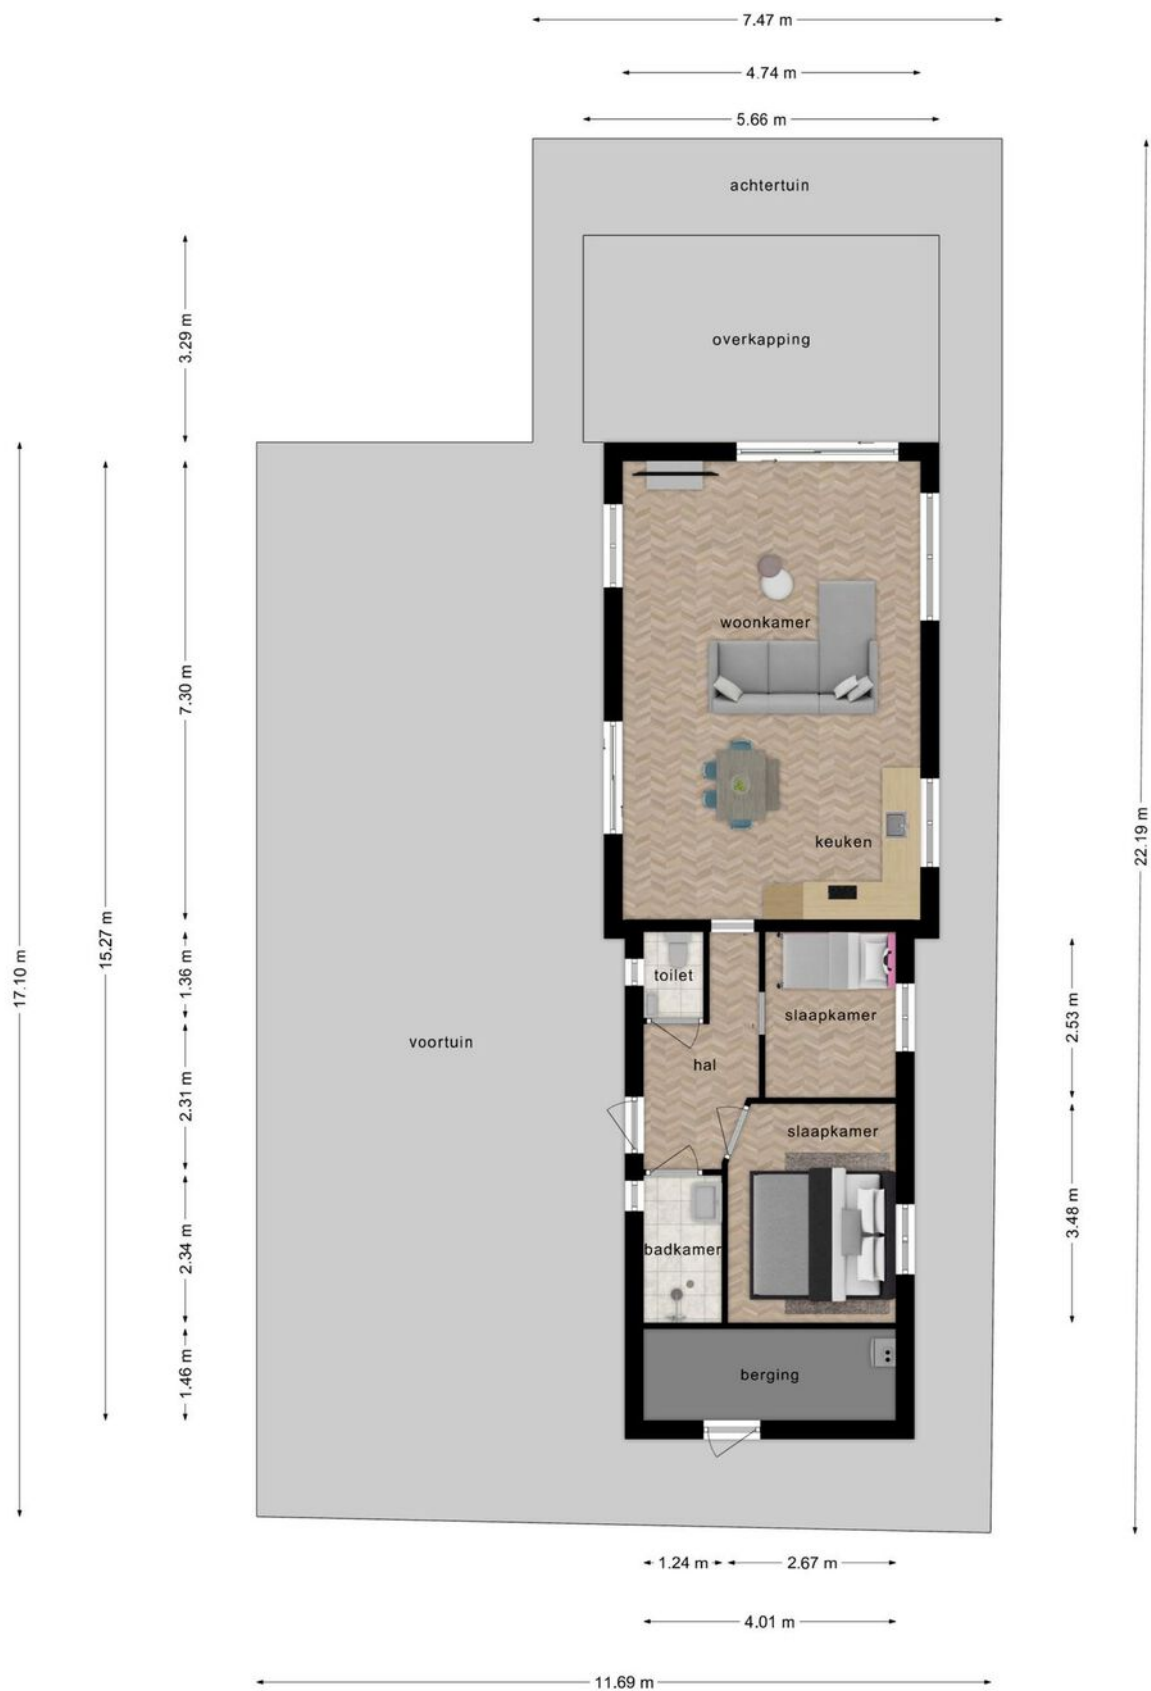 7.47 m
4.74 m
5.66 m
achtertuin
3.29 m
overkapping
woonkamer
7.30 m
22.19 m
keuken
15.27 m
17.10 m
1.36 m
toilet
slaapkamer
2.53 m
voortuin
hal
2.31 m
slaapkamer
3.48 m
2.34 m
badkamer
1.46 m
berging
1.24 m
2.67 m
4.01 m
11.69 m